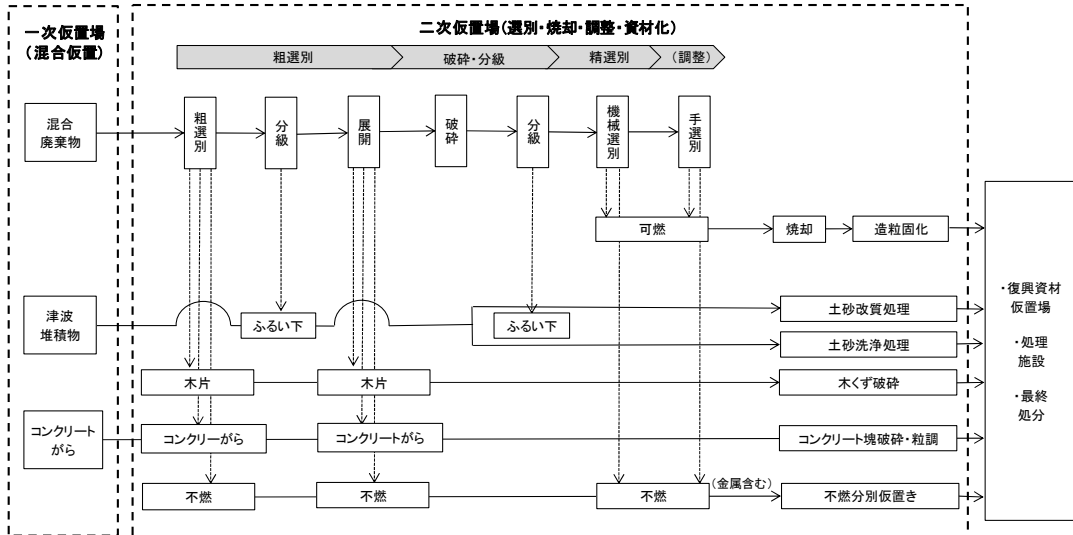 一次仮置場
（混合仮置）
二次仮置場（選別・焼却・調整・資材化）
粗選別
破砕・分級
精選別
（調整）
混合
廃棄物
粗選別
分級
展開
破砕
分級
機械選別
手選別
可燃
焼却
造粒固化
津波
堆積物
ふるい下
ふるい下
土砂改質処理
土砂洗浄処理
木片
木片
木くず破砕
コンクリート
がら
コンクリーがら
コンクリートがら
コンクリート塊破砕・粒調
不燃
不燃
不燃
（金属含む）
不燃分別仮置き
・復興資材
仮置場
・処理
施設
・最終
処分